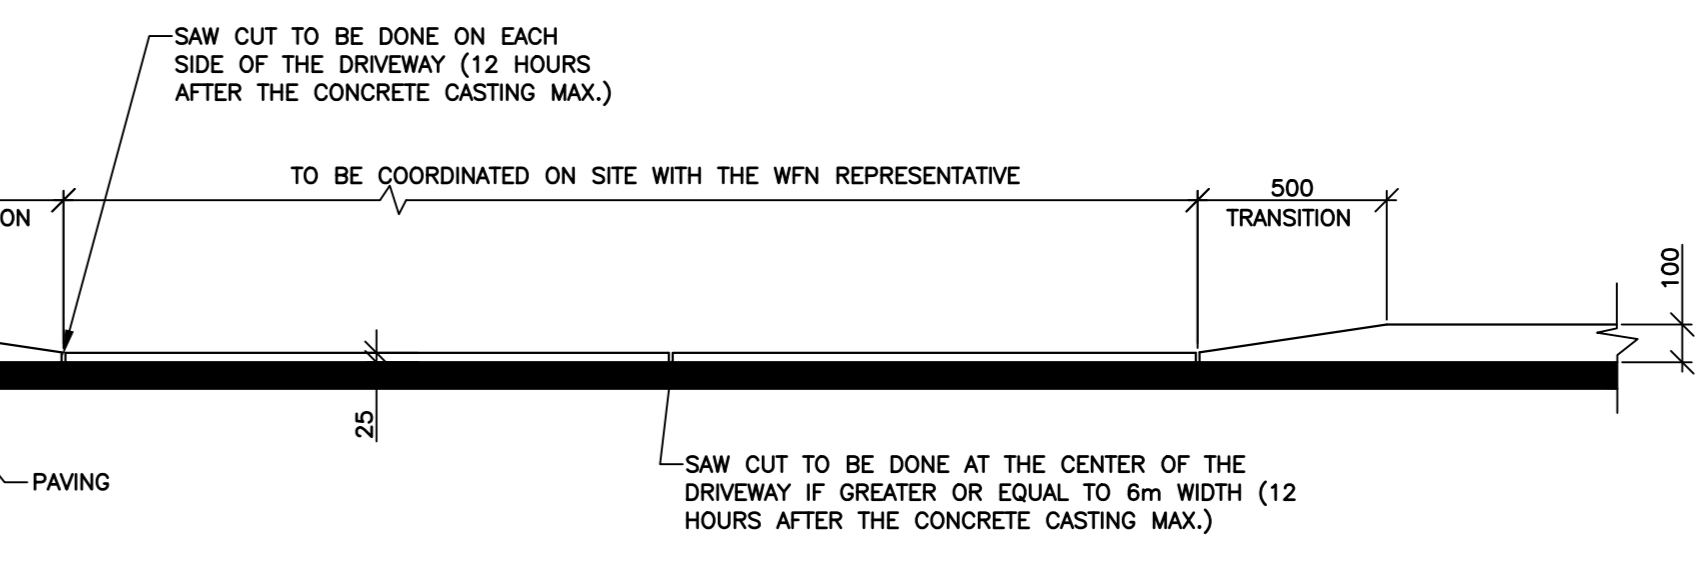 SAW CUT TO BE DONE ON EACH
SIDE OF THE DRIVEWAY (12 HOURS
AFTER THE CONCRETE CASTING MAX.)
TO BE COORDINATED ON SITE WITH THE WFN REPRESENTATIVE
500
TRANSITION
ON
100
25
SAW CUT TO BE DONE AT THE CENTER OF THE
DRIVEWAY IF GREATER OR EQUAL TO 6m WIDTH (12
HOURS AFTER THE CONCRETE CASTING MAX.)
PAVING